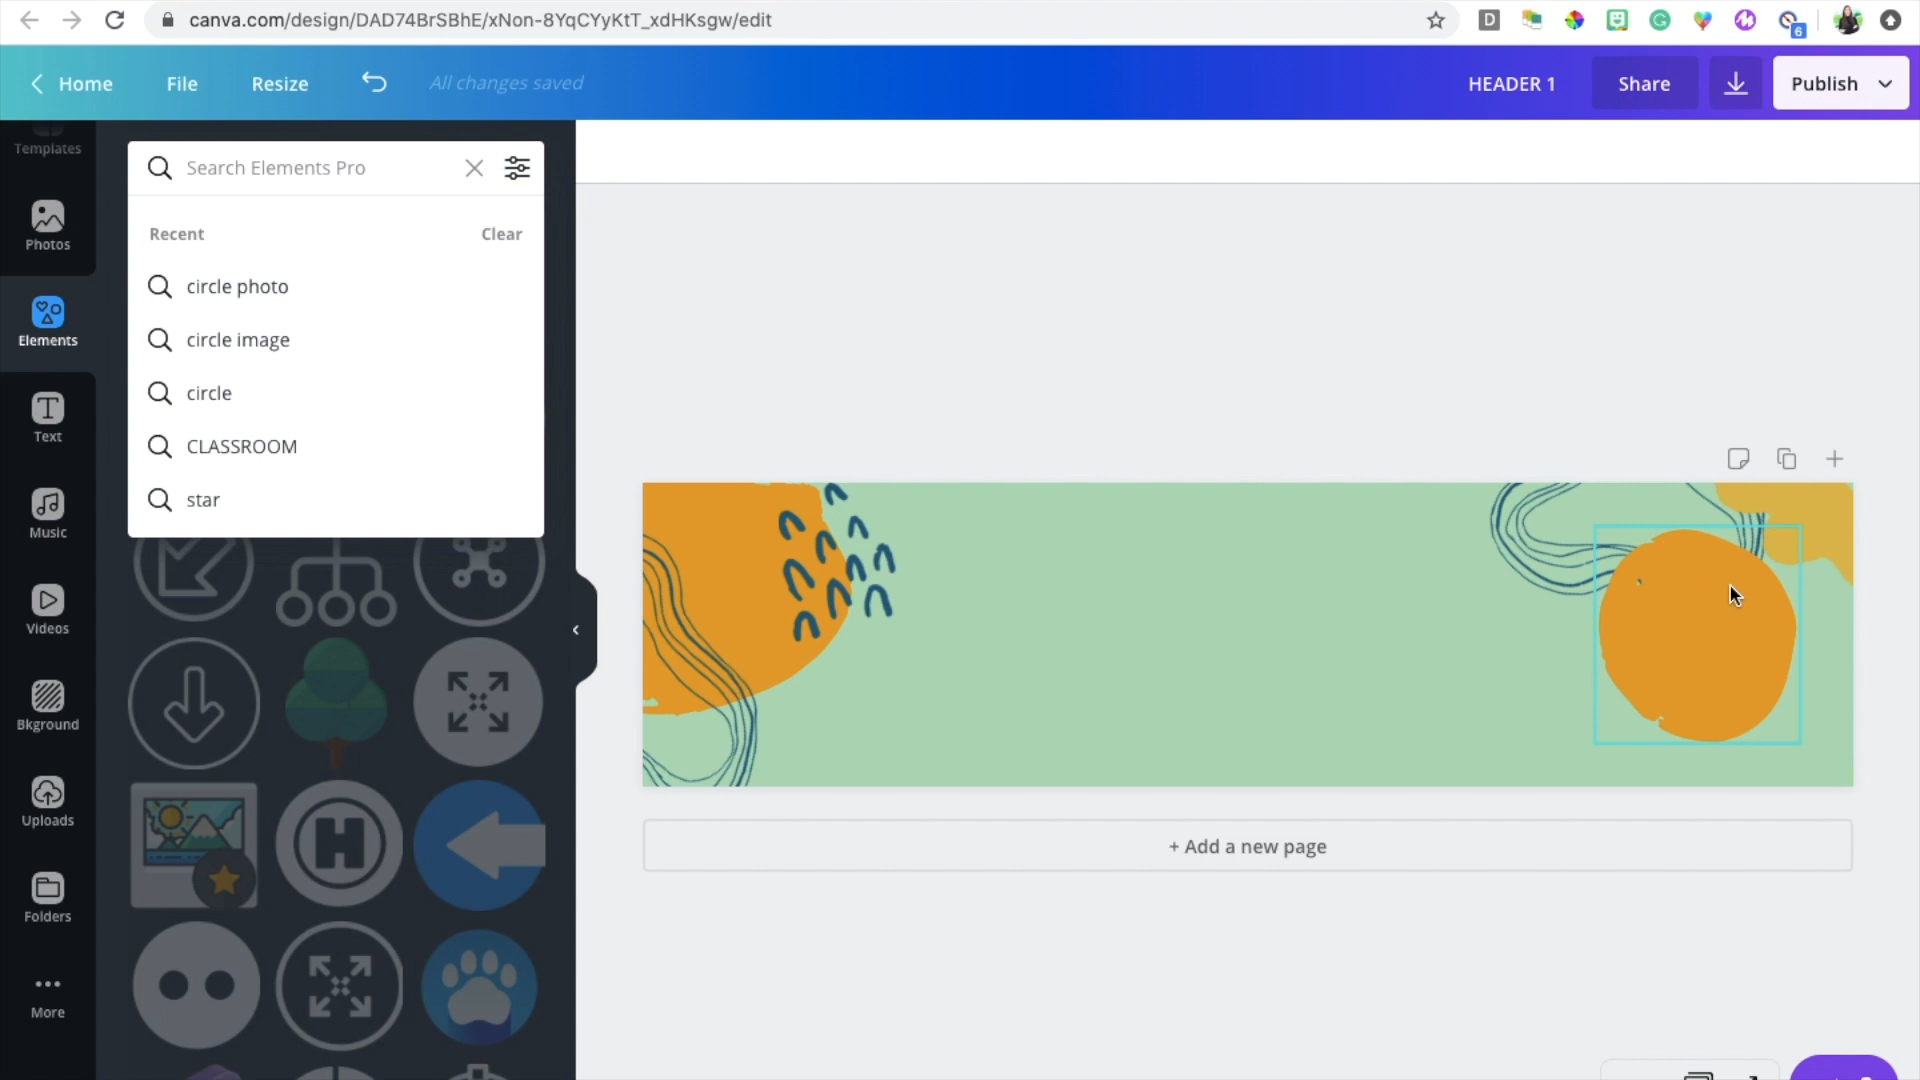 canva.com/design/DAD74BrSBhE/xNon-8YqCYyKtT_xdHKsgw/edit
D
6
Home
File
Resize
All changes saved
HEADER 1
Share
Publish
Templates
Photos
Elements
Text
Music
Videos
Bkground
Uploads
Folders
More
Search Elements Pro
Recent
Clear
circle photo
circle image
circle
CLASSROOM
star
H
+ Add a new page